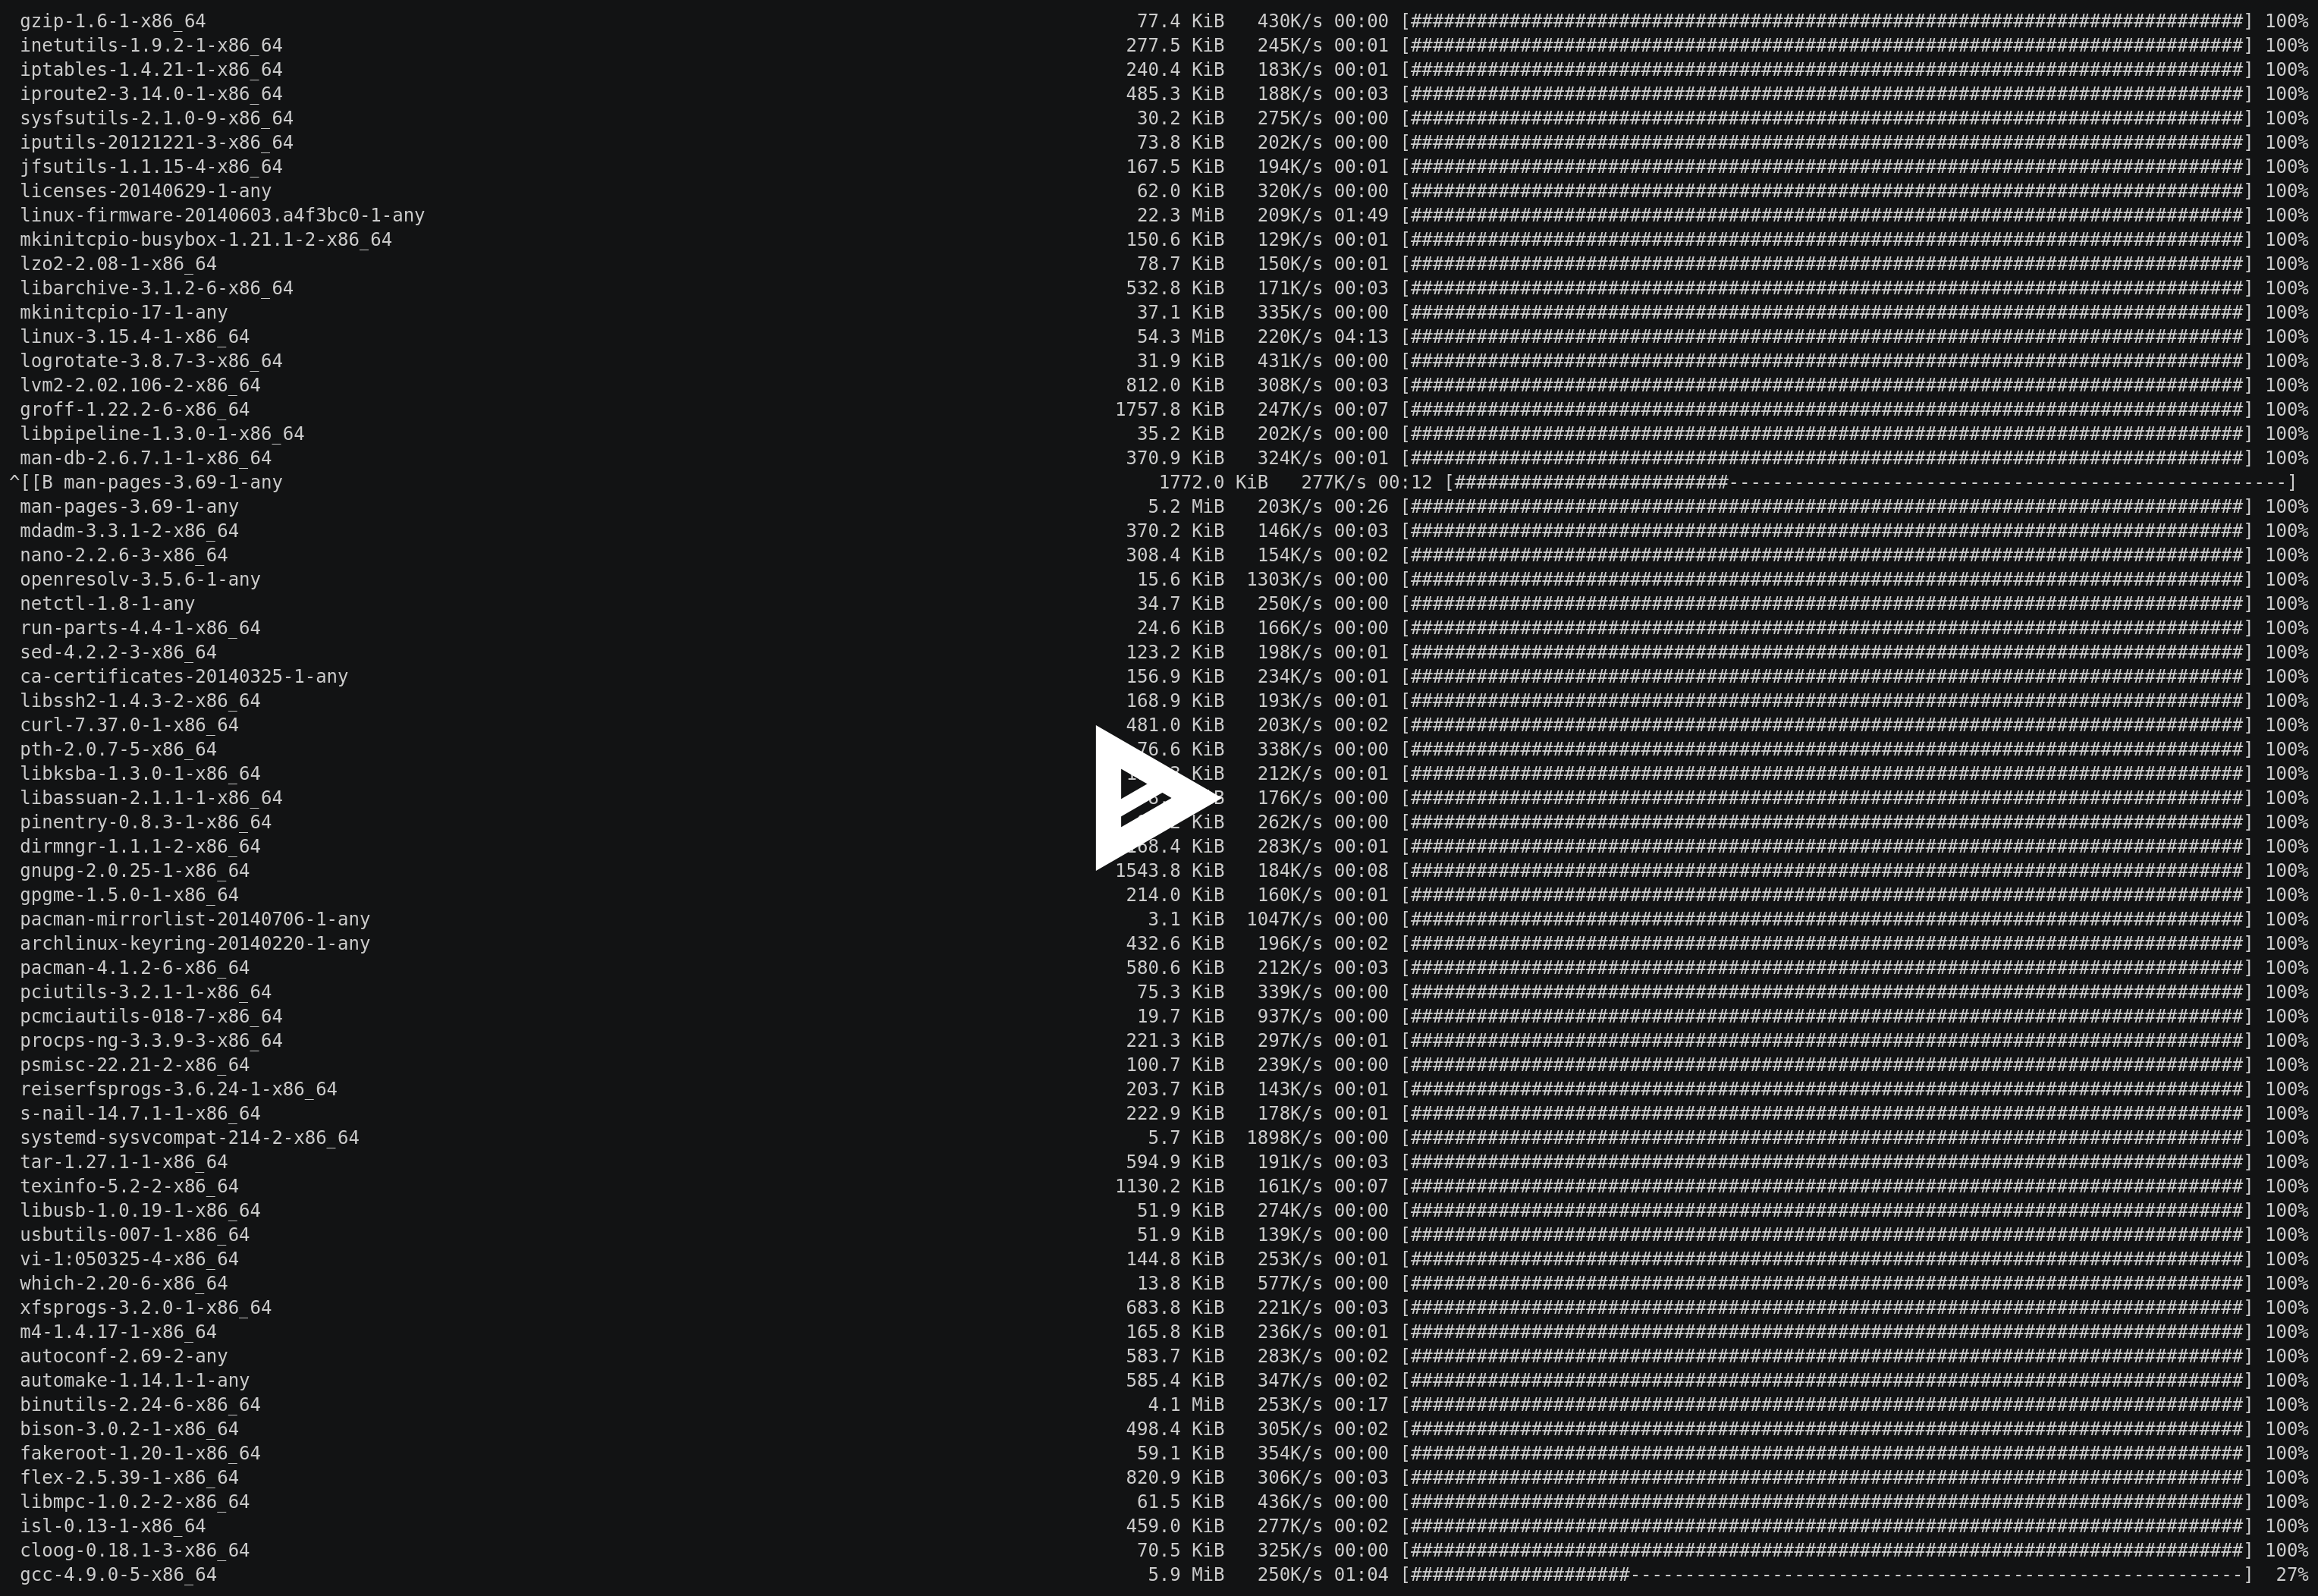 gzip-1.6-1-x86_64 77.4 KiB 430K/s 00:00 [############################################################################] 100%
inetutils-1.9.2-1-x86_64 277.5 KiB 245K/s 00:01 [############################################################################] 100%
iptables-1.4.21-1-x86_64 240.4 KiB 183K/s 00:01 [############################################################################] 100%
iproute2-3.14.0-1-x86_64 485.3 KiB 188K/s 00:03 [############################################################################] 100%
sysfsutils-2.1.0-9-x86_64 30.2 KiB 275K/s 00:00 [############################################################################] 100%
iputils-20121221-3-x86_64 73.8 KiB 202K/s 00:00 [############################################################################] 100%
jfsutils-1.1.15-4-x86_64 167.5 KiB 194K/s 00:01 [############################################################################] 100%
licenses-20140629-1-any 62.0 KiB 320K/s 00:00 [############################################################################] 100%
linux-firmware-20140603.a4f3bc0-1-any 22.3 MiB 209K/s 01:49 [############################################################################] 100%
mkinitcpio-busybox-1.21.1-2-x86_64 150.6 KiB 129K/s 00:01 [############################################################################] 100%
lzo2-2.08-1-x86_64 78.7 KiB 150K/s 00:01 [############################################################################] 100%
libarchive-3.1.2-6-x86_64 532.8 KiB 171K/s 00:03 [############################################################################] 100%
mkinitcpio-17-1-any 37.1 KiB 335K/s 00:00 [############################################################################] 100%
linux-3.15.4-1-x86_64 54.3 MiB 220K/s 04:13 [############################################################################] 100%
logrotate-3.8.7-3-x86_64 31.9 KiB 431K/s 00:00 [############################################################################] 100%
lvm2-2.02.106-2-x86_64 812.0 KiB 308K/s 00:03 [############################################################################] 100%
groff-1.22.2-6-x86_64 1757.8 KiB 247K/s 00:07 [############################################################################] 100%
libpipeline-1.3.0-1-x86_64 35.2 KiB 202K/s 00:00 [############################################################################] 100%
man-db-2.6.7.1-1-x86_64 370.9 KiB 324K/s 00:01 [############################################################################] 100%
^[[B man-pages-3.69-1-any 1772.0 KiB 277K/s 00:12 [#########################---------------------------------------------------]
man-pages-3.69-1-any 5.2 MiB 203K/s 00:26 [############################################################################] 100%
mdadm-3.3.1-2-x86_64 370.2 KiB 146K/s 00:03 [############################################################################] 100%
nano-2.2.6-3-x86_64 308.4 KiB 154K/s 00:02 [############################################################################] 100%
openresolv-3.5.6-1-any 15.6 KiB 1303K/s 00:00 [############################################################################] 100%
netctl-1.8-1-any 34.7 KiB 250K/s 00:00 [############################################################################] 100%
run-parts-4.4-1-x86_64 24.6 KiB 166K/s 00:00 [############################################################################] 100%
sed-4.2.2-3-x86_64 123.2 KiB 198K/s 00:01 [############################################################################] 100%
ca-certificates-20140325-1-any 156.9 KiB 234K/s 00:01 [############################################################################] 100%
libssh2-1.4.3-2-x86_64 168.9 KiB 193K/s 00:01 [############################################################################] 100%
curl-7.37.0-1-x86_64 481.0 KiB 203K/s 00:02 [############################################################################] 100%
pth-2.0.7-5-x86_64 76.6 KiB 338K/s 00:00 [############################################################################] 100%
libksba-1.3.0-1-x86_64 KiB 212K/s 00:01 [############################################################################] 100%
libassuan-2.1.1-1-x86_64 176K/s 00:00 [############################################################################] 100%
pinentry-0.8.3-1-x86_64 KiB 262K/s 00:00 [############################################################################] 100%
dirmngr-1.1.1-2-x86_64 KiB 283K/s 00:01 [############################################################################] 100%
gnupg-2.0.25-1-x86_64 1543.8 KiB 184K/s 00:08 [############################################################################] 100%
gpgme-1.5.0-1-x86_64 214.0 KiB 160K/s 00:01 [############################################################################] 100%
pacman-mirrorlist-20140706-1-any 3.1 KiB 1047K/s 00:00 [############################################################################] 100%
archlinux-keyring-20140220-1-any 432.6 KiB 196K/s 00:02 [############################################################################] 100%
pacman-4.1.2-6-x86_64 580.6 KiB 212K/s 00:03 [############################################################################] 100%
pciutils-3.2.1-1-x86_64 75.3 KiB 339K/s 00:00 [############################################################################] 100%
pcmciautils-018-7-x86_64 19.7 KiB 937K/s 00:00 [############################################################################] 100%
procps-ng-3.3.9-3-x86_64 221.3 KiB 297K/s 00:01 [############################################################################] 100%
psmisc-22.21-2-x86_64 100.7 KiB 239K/s 00:00 [############################################################################] 100%
reiserfsprogs-3.6.24-1-x86_64 203.7 KiB 143K/s 00:01 [############################################################################] 100%
s-nail-14.7.1-1-x86_64 222.9 KiB 178K/s 00:01 [############################################################################] 100%
systemd-sysvcompat-214-2-x86_64 5.7 KiB 1898K/s 00:00 [############################################################################] 100%
tar-1.27.1-1-x86_64 594.9 KiB 191K/s 00:03 [############################################################################] 100%
texinfo-5.2-2-x86_64 1130.2 KiB 161K/s 00:07 [############################################################################] 100%
libusb-1.0.19-1-x86_64 51.9 KiB 274K/s 00:00 [############################################################################] 100%
usbutils-007-1-x86_64 51.9 KiB 139K/s 00:00 [############################################################################] 100%
vi-1:050325-4-x86_64 144.8 KiB 253K/s 00:01 [############################################################################] 100%
which-2.20-6-x86_64 13.8 KiB 577K/s 00:00 [############################################################################] 100%
xfsprogs-3.2.0-1-x86_64 683.8 KiB 221K/s 00:03 [############################################################################] 100%
m4-1.4.17-1-x86_64 165.8 KiB 236K/s 00:01 [############################################################################] 100%
autoconf-2.69-2-any 583.7 KiB 283K/s 00:02 [############################################################################] 100%
automake-1.14.1-1-any 585.4 KiB 347K/s 00:02 [############################################################################] 100%
binutils-2.24-6-x86_64 4.1 MiB 253K/s 00:17 [############################################################################] 100%
bison-3.0.2-1-x86_64 498.4 KiB 305K/s 00:02 [############################################################################] 100%
fakeroot-1.20-1-x86_64 59.1 KiB 354K/s 00:00 [############################################################################] 100%
flex-2.5.39-1-x86_64 820.9 KiB 306K/s 00:03 [############################################################################] 100%
libmpc-1.0.2-2-x86_64 61.5 KiB 436K/s 00:00 [############################################################################] 100%
isl-0.13-1-x86_64 459.0 KiB 277K/s 00:02 [############################################################################] 100%
cloog-0.18.1-3-x86_64 70.5 KiB 325K/s 00:00 [############################################################################] 100%
gcc-4.9.0-5-x86_64 5.9 MiB 250K/s 01:04 [####################--------------------------------------------------------] 27%